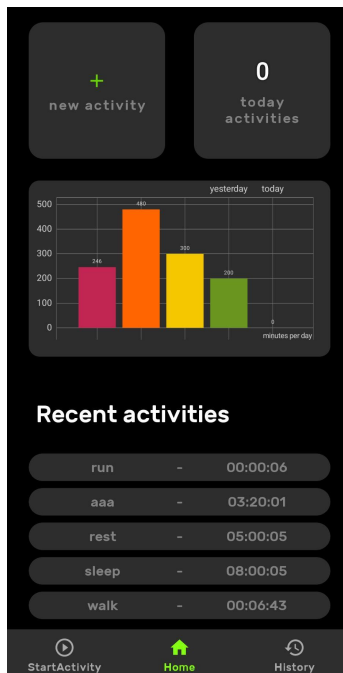 +
new activity
0
today
activities
yesterday today
500
400
300
200
100
0
246
480
300
200
0
minutes per day
Recent activities
run - 00:00:06
aaa - 03:20:01
rest - 05:00:05
sleep - 08:00:05
walk - 00:06:43
StartActivity Home History